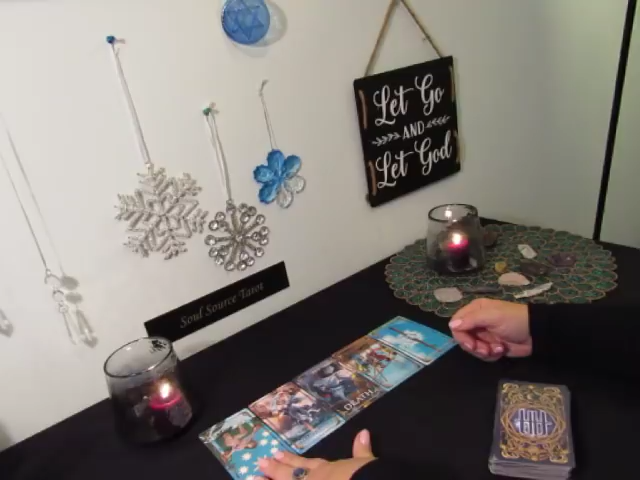 Let Go
AND
Let God
Soul Source Tarot
DEATH